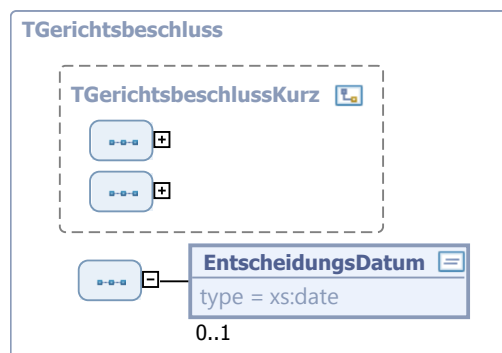 TGerichtsbeschluss
TGerichtsbeschlussKurz
EntscheidungsDatum
type = xs:date
0..1